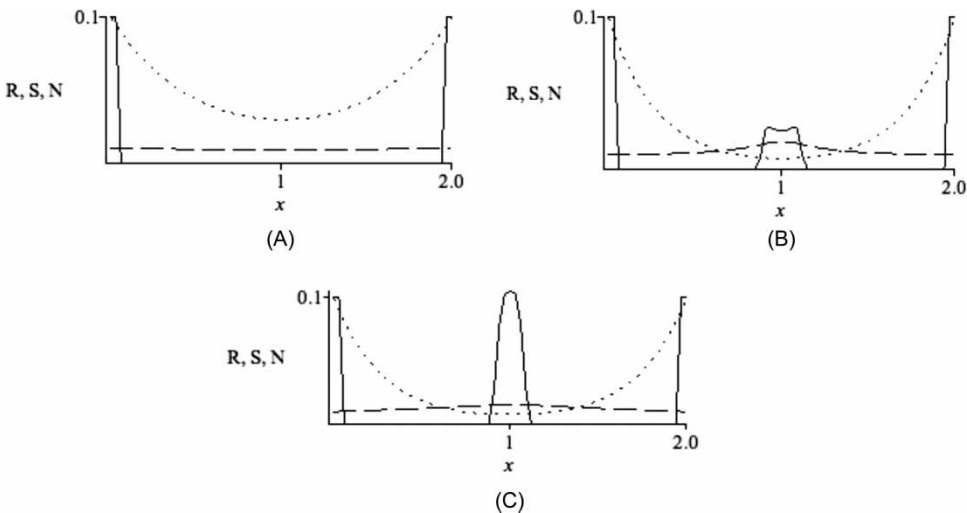 0.1
R, S, N
1
2.0
x
(A)
0.1
R, S, N
1
2.0
x
(B)
0.1
R, S, N
1
2.0
x
(C)